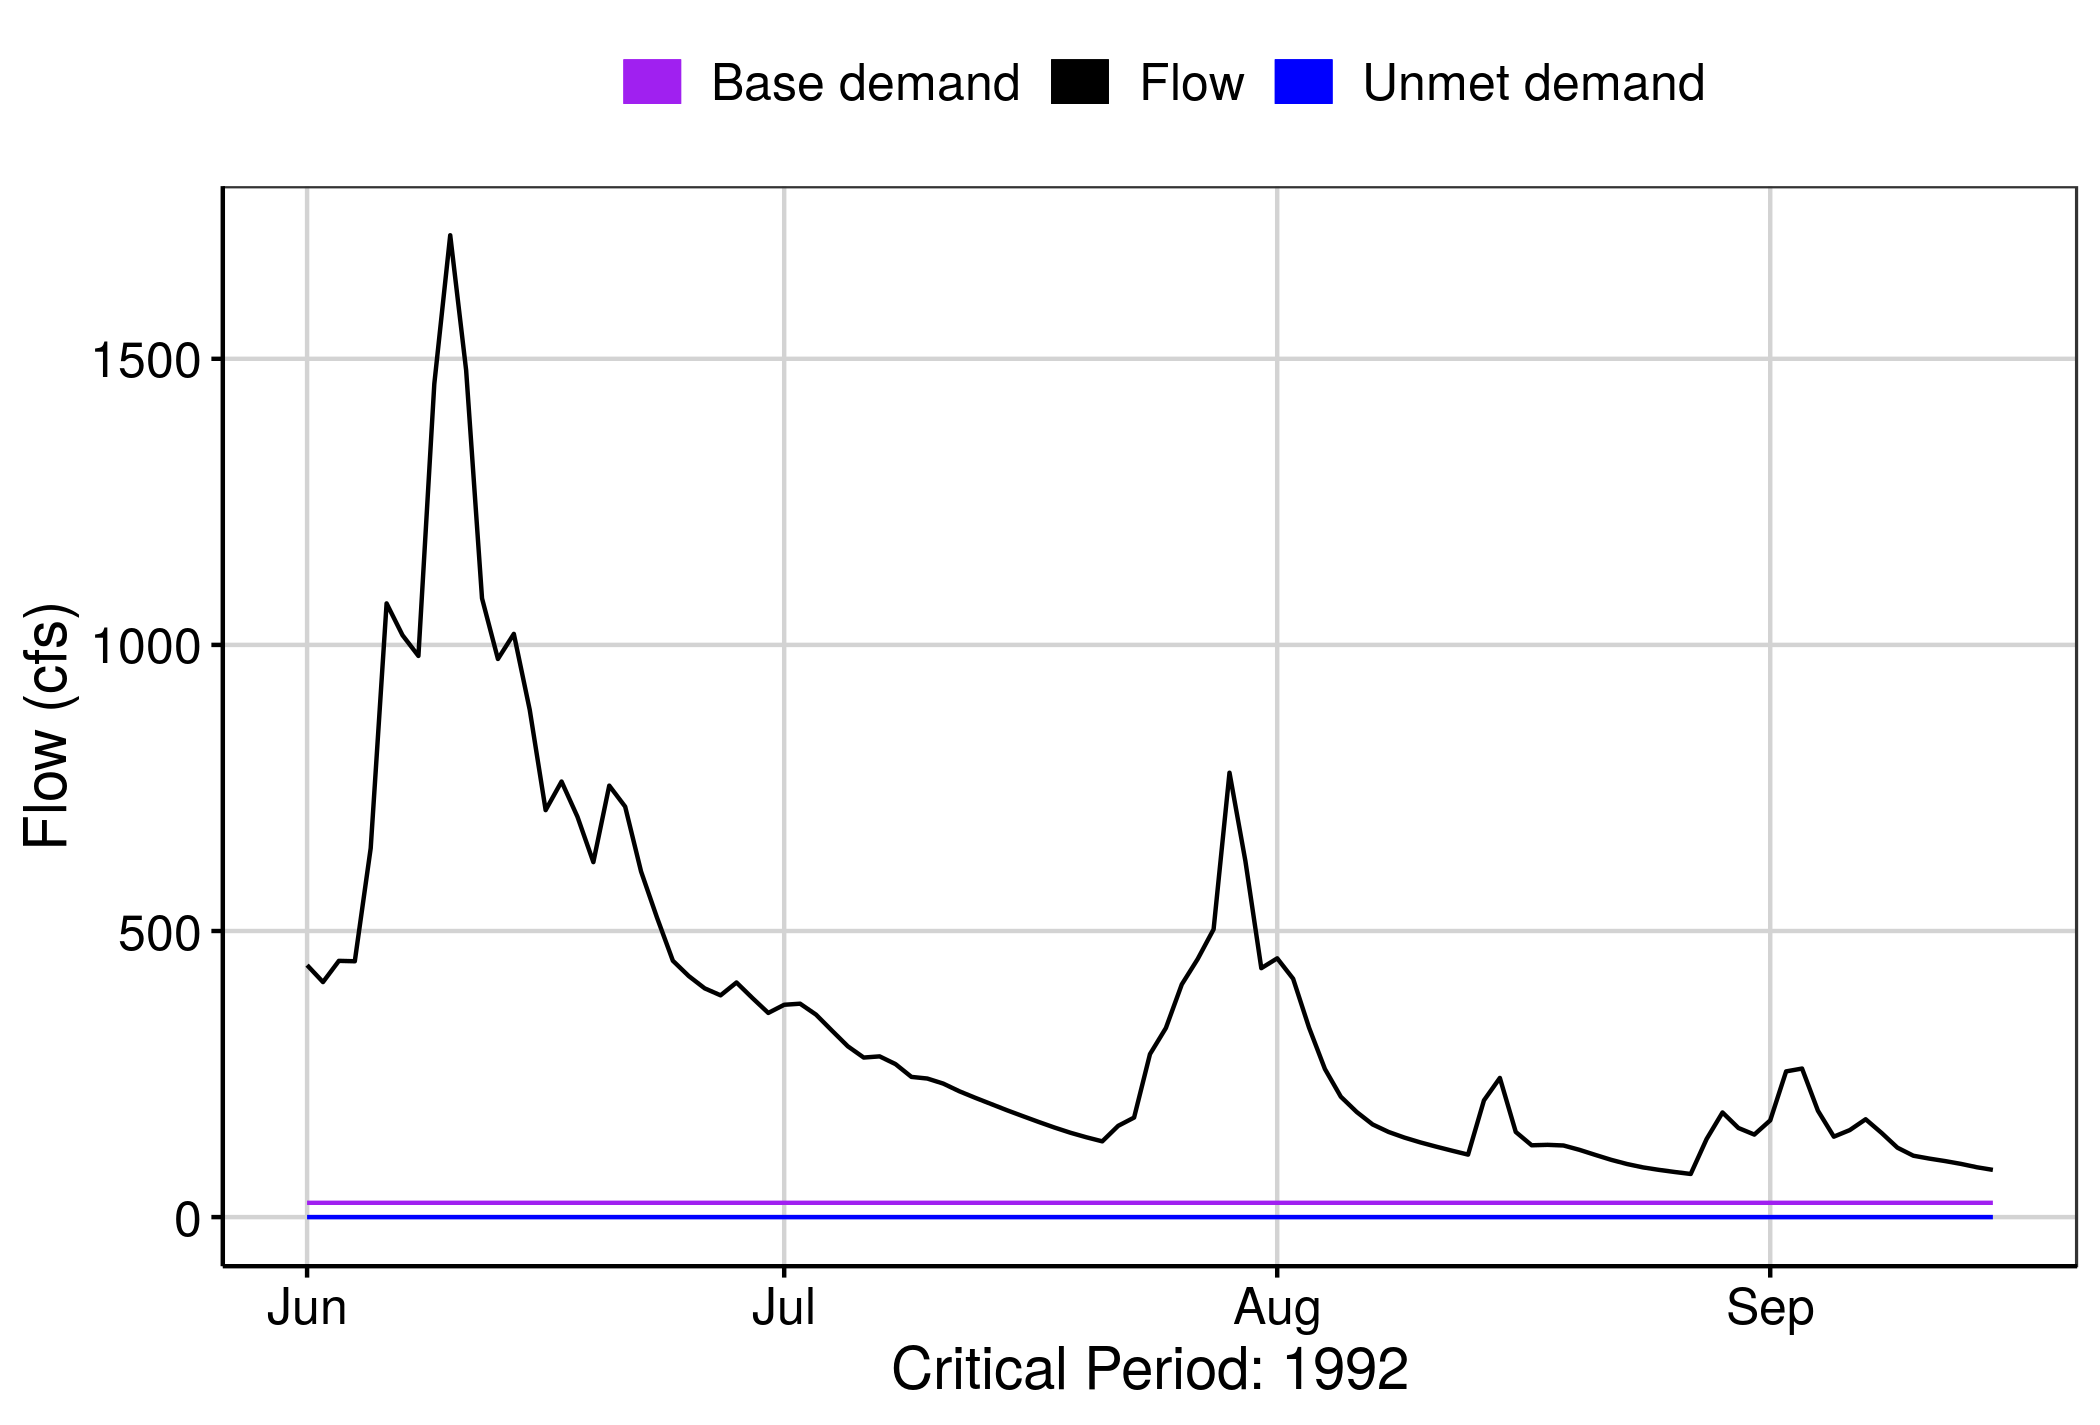 Base demand Flow Unmet demand
1500
1000
500
0
Flow (cfs)
Jun Jul Aug Sep
Critical Period: 1992